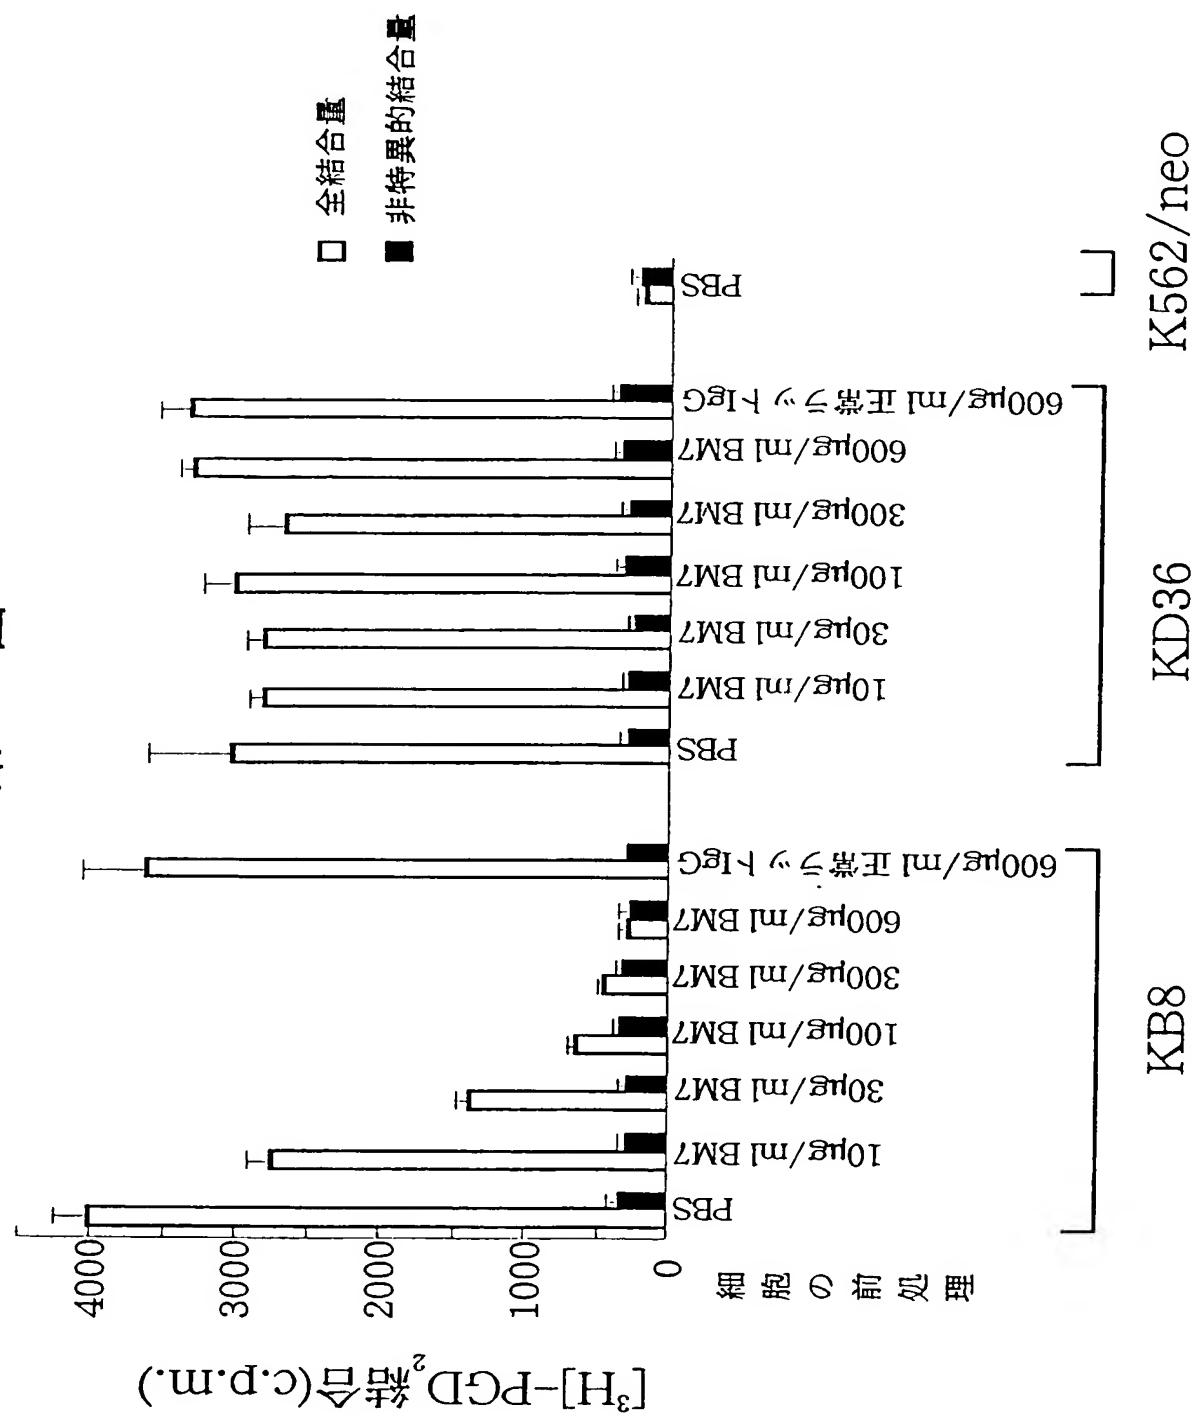 [³H]-PGD₂結合(c.p.m.)
4000
3000
2000
1000
0
□ 全結合量
■ 非特異的結合量
細胞の前処理
PBS
10μg/ml BM7
30μg/ml BM7
100μg/ml BM7
300μg/ml BM7
600μg/ml BM7
600μg/ml 正常ラットIgG
PBS
10μg/ml BM7
30μg/ml BM7
100μg/ml BM7
300μg/ml BM7
600μg/ml BM7
600μg/ml 正常ラットIgG
PBS
KB8
KD36
K562/neo